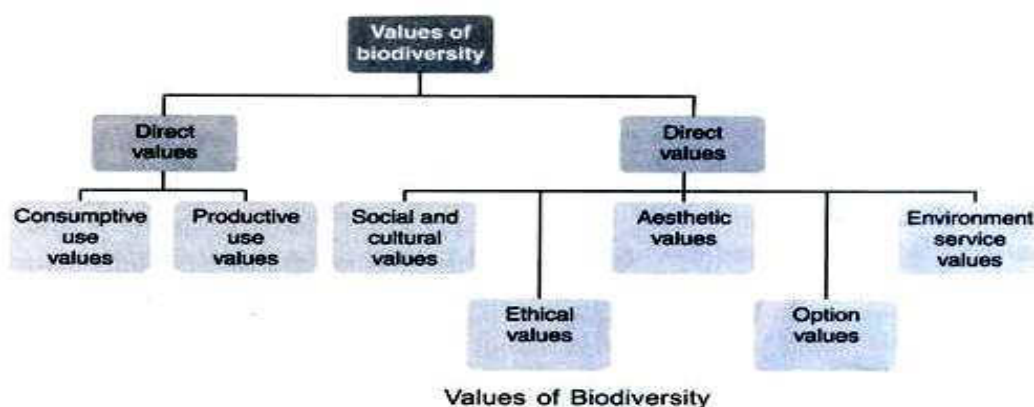 Values of
biodiversity
Direct
values
Direct
values
Consumptive
use
values
Productive
use
values
Social and
cultural
values
Aesthetic
values
Environment
service
values
Ethical
values
Option
values
Values of Biodiversity